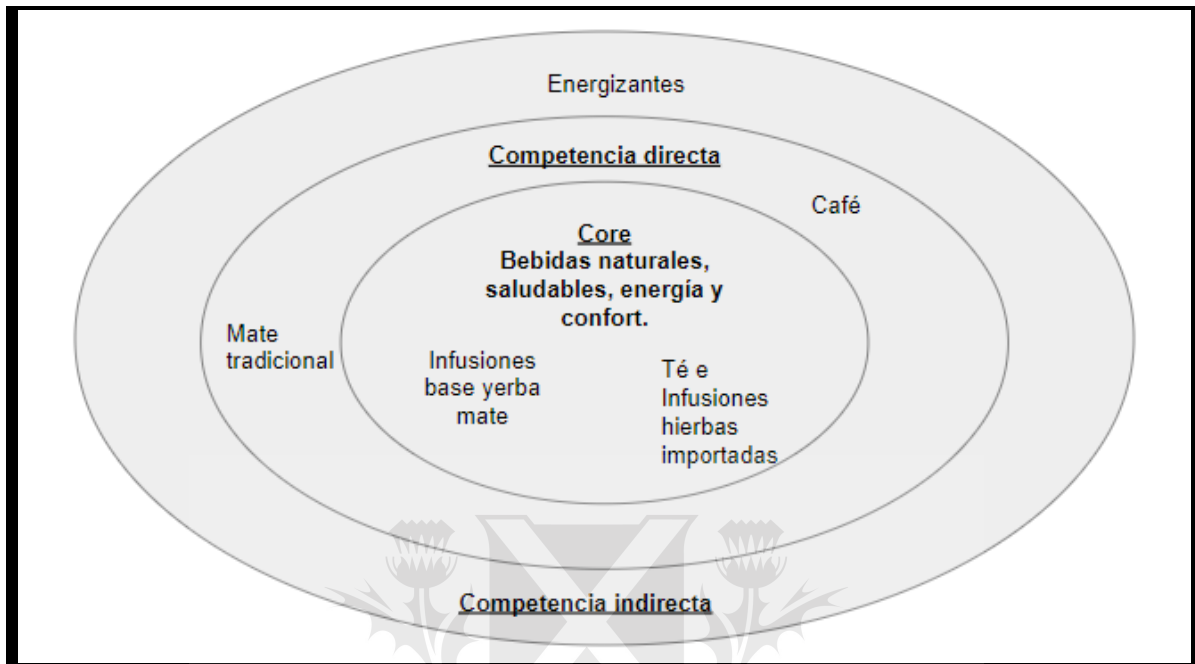 Energizantes
Competencia directa
Café
Core
Bebidas naturales,
saludables, energía y
confort.
Mate
tradicional
Infusiones
base yerba
mate
Té e
Infusiones
hierbas
importadas
Competencia indirecta